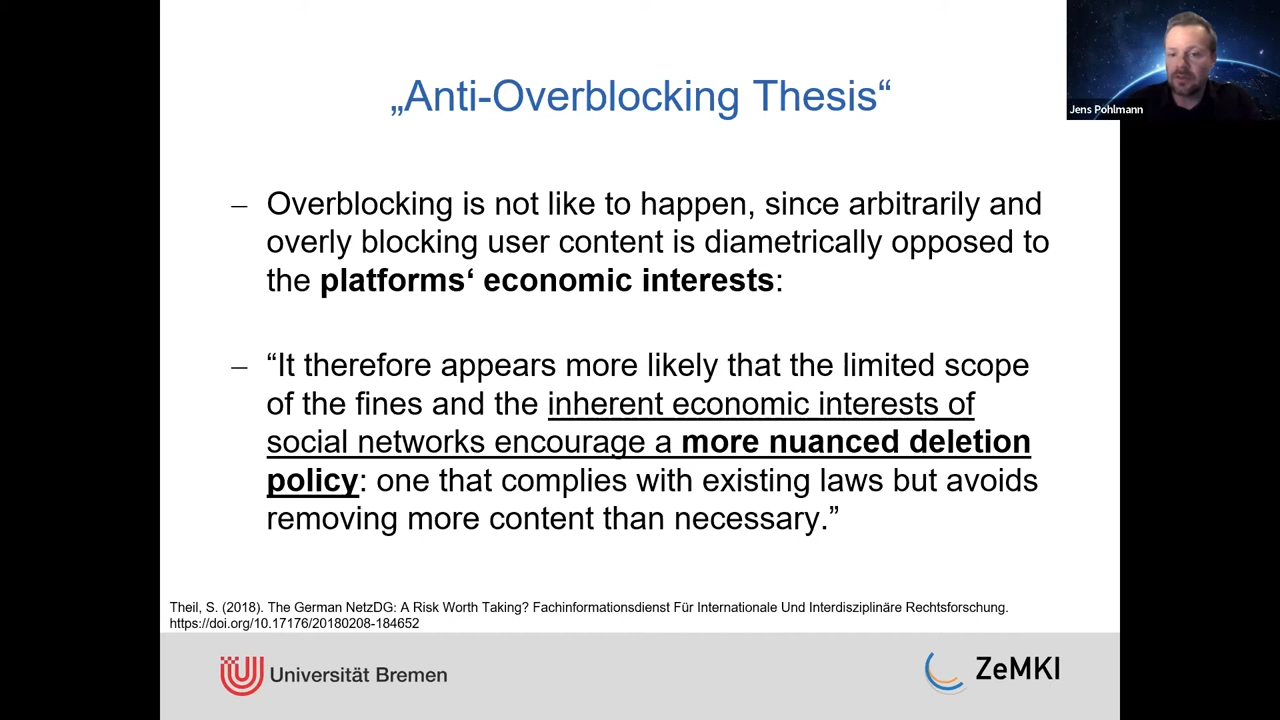 Jens Pohlmann
„Anti-Overblocking Thesis“
– Overblocking is not like to happen, since arbitrarily and
overly blocking user content is diametrically opposed to
the platforms‘ economic interests:
– “It therefore appears more likely that the limited scope
of the fines and the inherent economic interests of
social networks encourage a more nuanced deletion
policy: one that complies with existing laws but avoids
removing more content than necessary.”
Theil, S. (2018). The German NetzDG: A Risk Worth Taking? Fachinformationsdienst Für Internationale Und Interdisziplinäre Rechtsforschung.
https://doi.org/10.17176/20180208-184652
Universität Bremen
ZeMKI